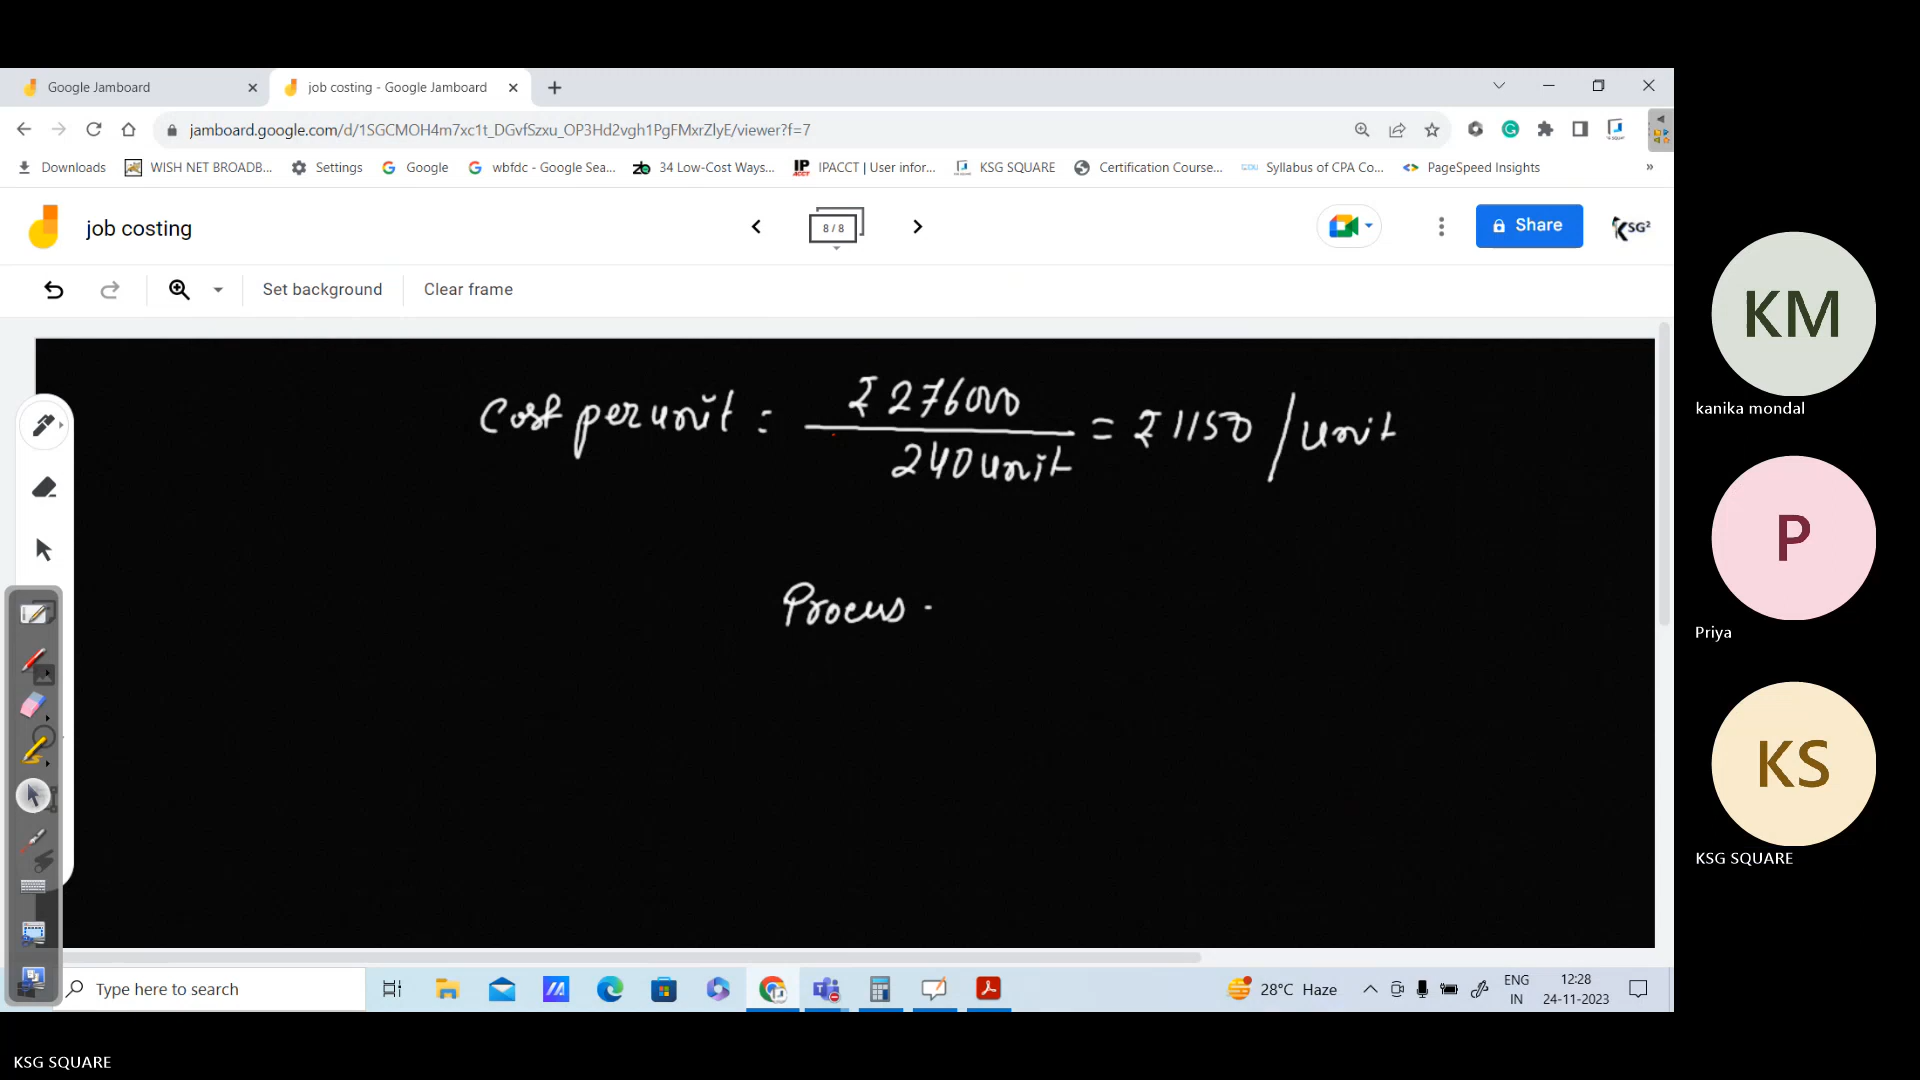 Google Jamboard
job costing - Google Jamboard
jamboard.google.com/d/1SGCMOH4m7xc1t_DGvfSzxu_OP3Hd2vgh1PgFMxrZlyE/viewer?f=7
Downloads WISH NET BROADB... Settings Google wbfdc - Google Sea... 34 Low-Cost Ways... IPACCT | User infor... KSG SQUARE Certification Course... Syllabus of CPA Co... PageSpeed Insights »
job costing
8 / 8
Share
KSG²
Set background Clear frame
Cost per unit = ₹276000 / 240 unit = ₹1150 / unit
Process -
KM
kanika mondal
P
Priya
KS
KSG SQUARE
Type here to search
28°C Haze
ENG
IN
12:28
24-11-2023
KSG SQUARE